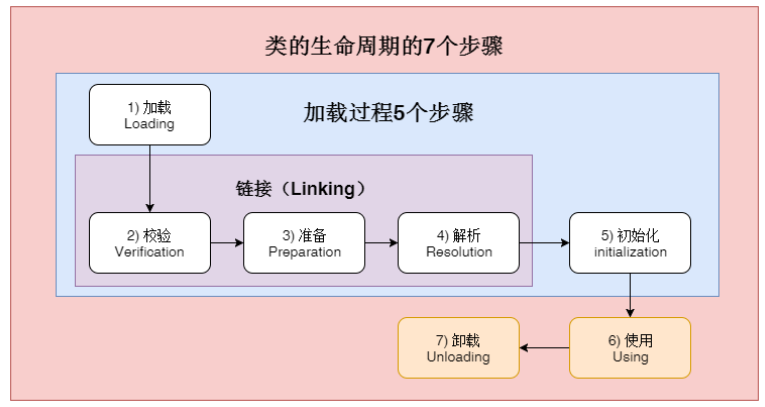 类的生命周期的7个步骤
加载过程5个步骤
1) 加载
Loading
链接（Linking）
2) 校验
Verification
3) 准备
Preparation
4) 解析
Resolution
5) 初始化
initialization
6) 使用
Using
7) 卸载
Unloading